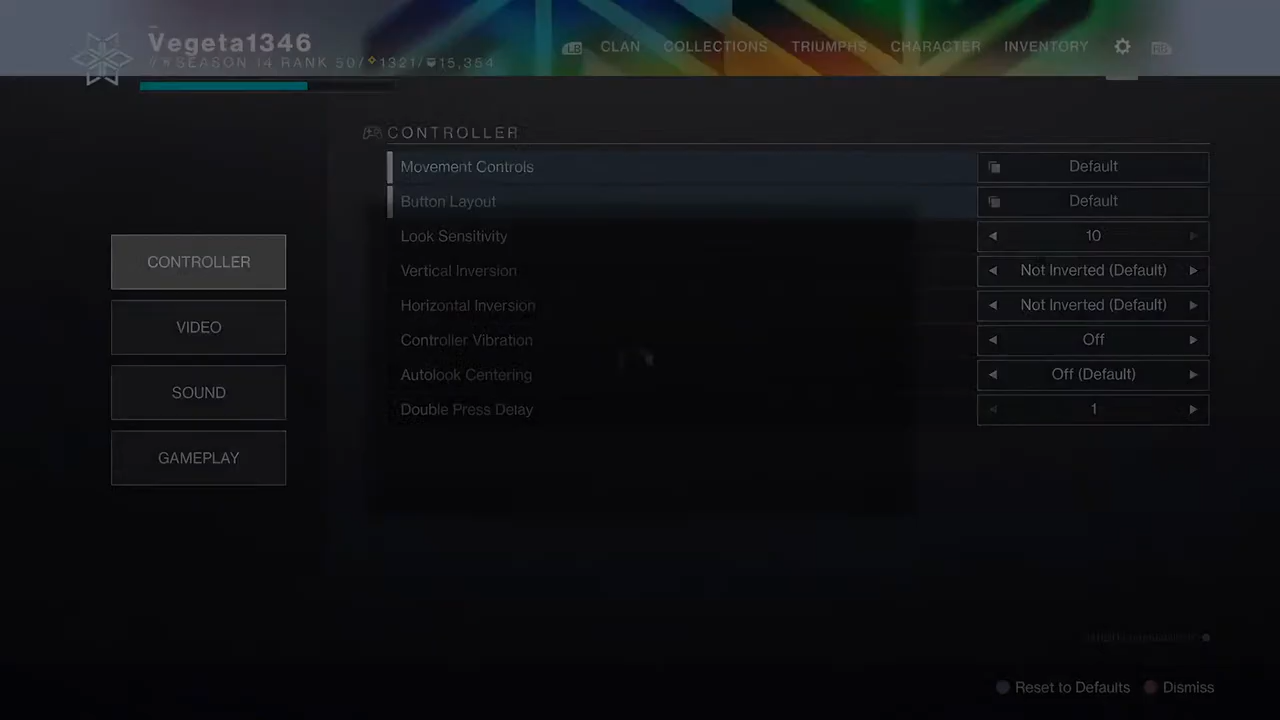 Vegeta1346
SEASON 14 RANK 50/ 1321/ 15,354
LB CLAN COLLECTIONS TRIUMPHS CHARACTER INVENTORY RB
CONTROLLER
Movement Controls Default
Button Layout Default
Look Sensitivity 10
Vertical Inversion Not Inverted (Default)
Horizontal Inversion Not Inverted (Default)
Controller Vibration Off
Autolook Centering Off (Default)
Double Press Delay 1
CONTROLLER
VIDEO
SOUND
GAMEPLAY
Reset to Defaults Dismiss